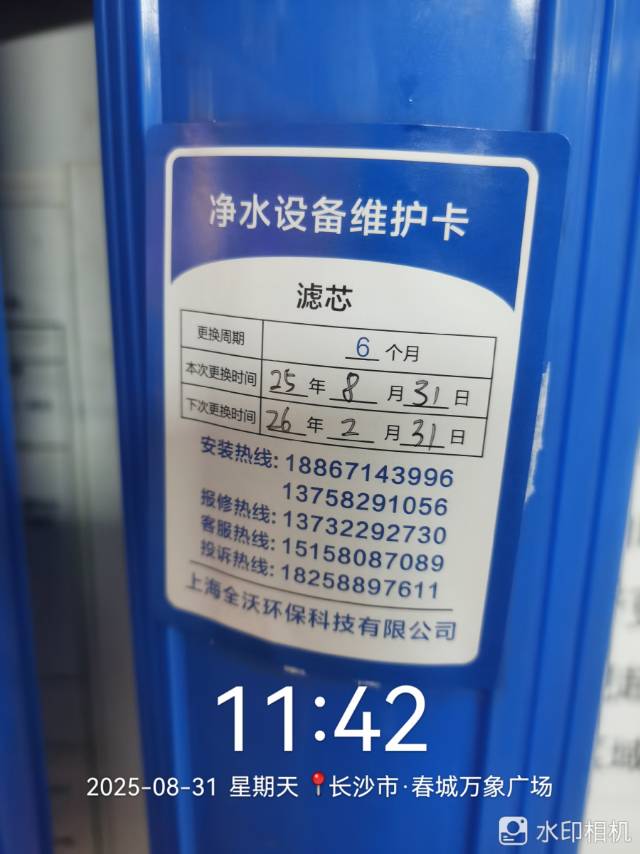 净水设备维护卡
滤芯
更换周期 6 个月
本次更换时间 25 年 8 月 31 日
下次更换时间 26 年 2 月 31 日
安装热线: 18867143996
13758291056
报修热线: 13732292730
客服热线: 15158087089
投诉热线: 18258897611
上海全沃环保科技有限公司
11:42
2025-08-31 星期天 📍长沙市·春城万象广场
水印相机